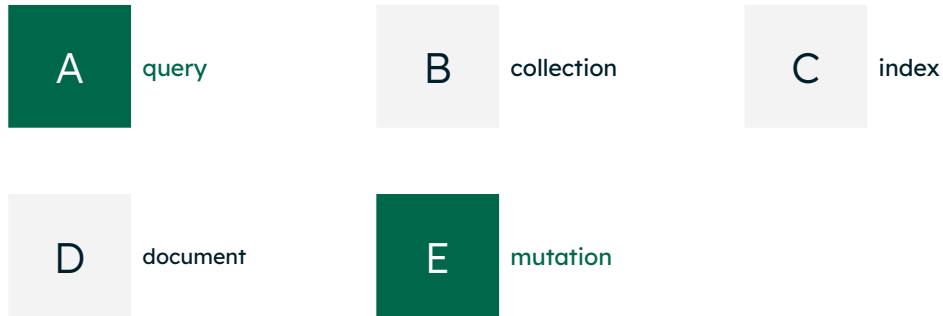 A query
B collection
C index
D document
E mutation